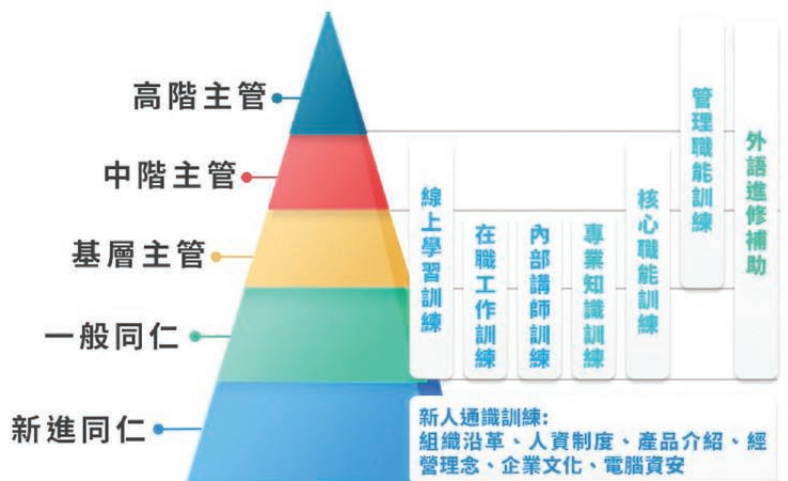 高階主管
中階主管
基層主管
一般同仁
新進同仁
線上學習訓練
在職工作訓練
內部講師訓練
專業知識訓練
核心職能訓練
管理職能訓練
外語進修補助
新人通識訓練:
組織沿革、人資制度、產品介紹、經
營理念、企業文化、電腦資安